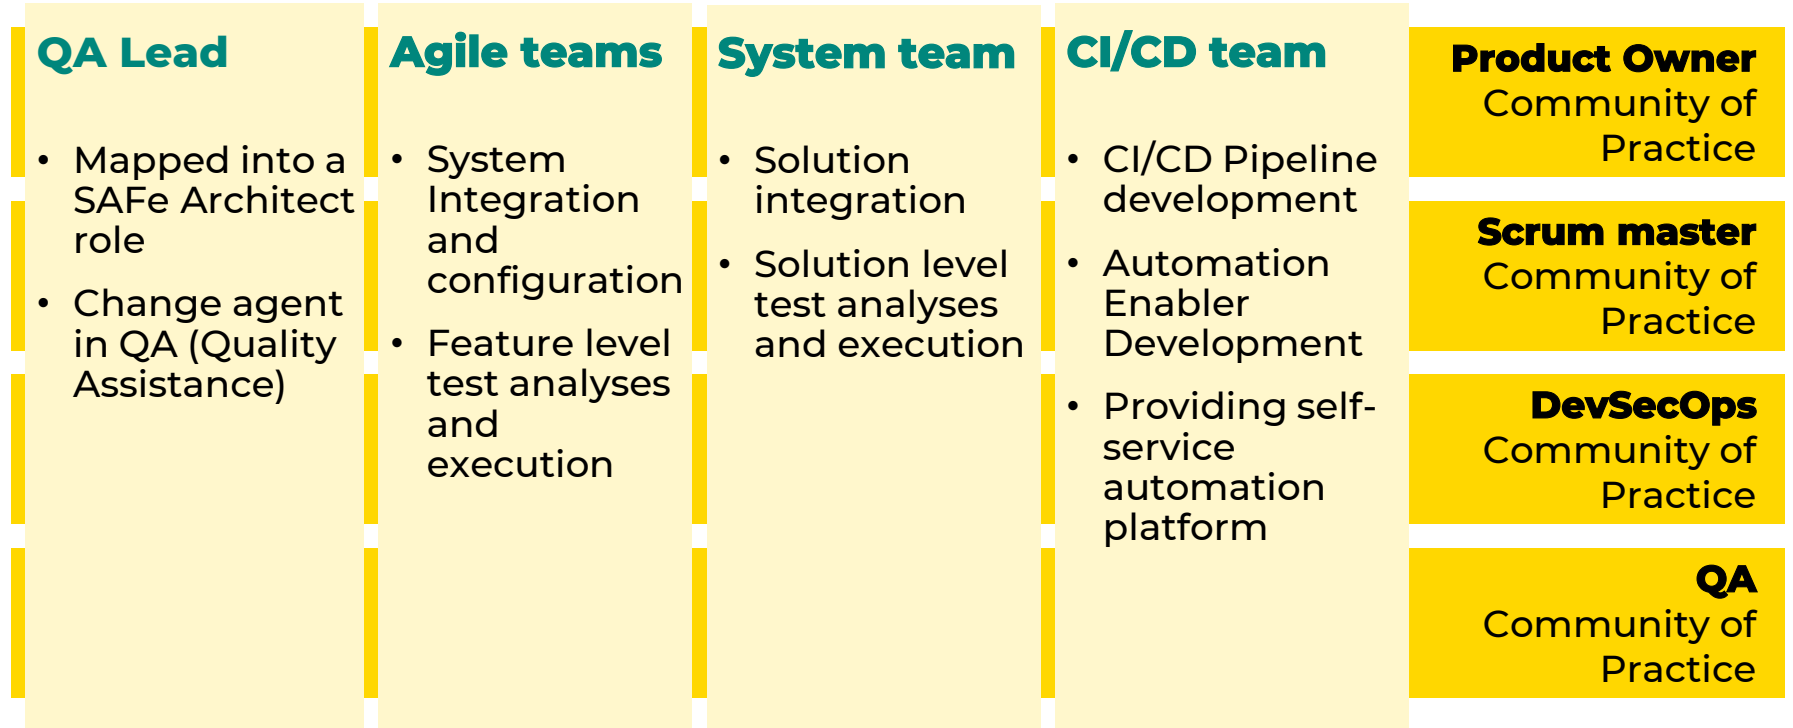 QA Lead
• Mapped into a
SAFe Architect
role
• Change agent
in QA (Quality
Assistance)
Agile teams
• System
Integration
and
configuration
• Feature level
test analyses
and
execution
System team
• Solution
integration
• Solution level
test analyses
and execution
CI/CD team
• CI/CD Pipeline
development
• Automation
Enabler
Development
• Providing self-
service
automation
platform
Product Owner
Community of
Practice
Scrum master
Community of
Practice
DevSecOps
Community of
Practice
QA
Community of
Practice